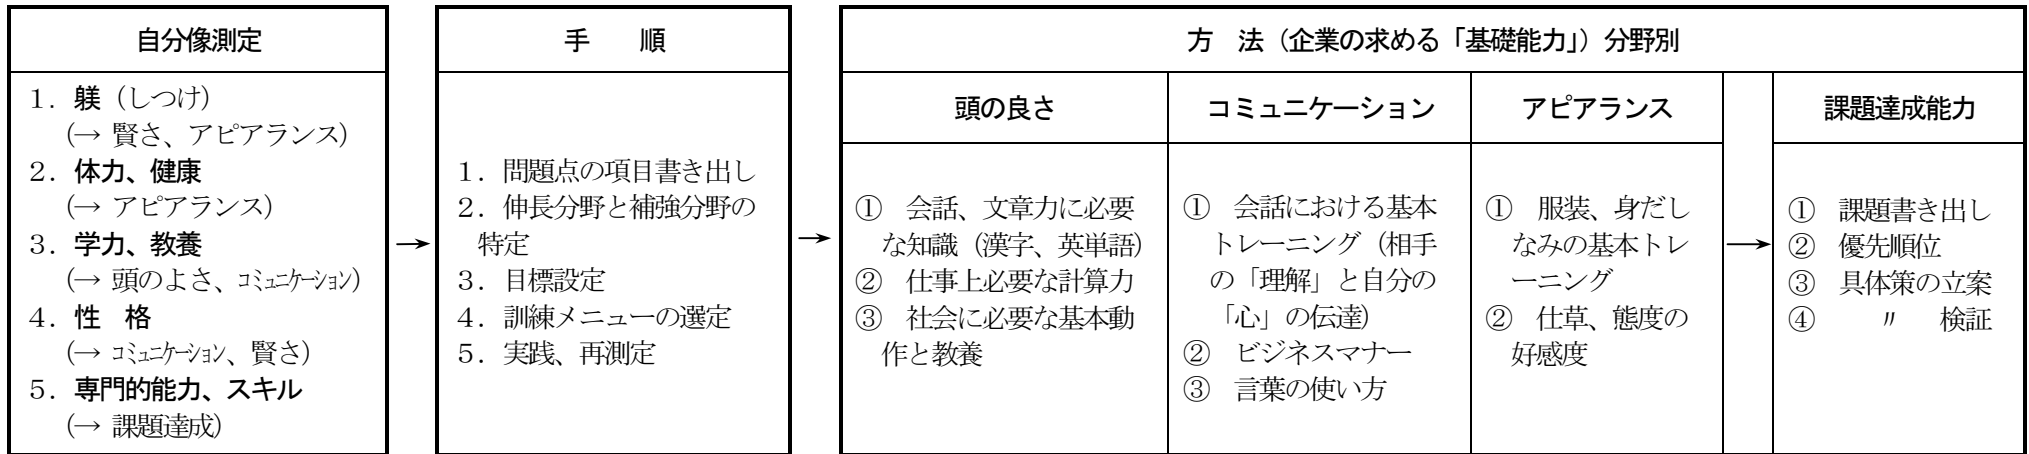 自分像測定
1．躾（しつけ）
（→ 賢さ、アピアランス）
2．体力、健康
（→ アピアランス）
3．学力、教養
（→ 頭のよさ、コミュニケーション）
4．性　格
（→ コミュニケーション、賢さ）
5．専門的能力、スキル
（→ 課題達成）
→
手　　順
1．問題点の項目書き出し
2．伸長分野と補強分野の
特定
3．目標設定
4．訓練メニューの選定
5．実践、再測定
→
方　法（企業の求める「基礎能力」）分野別
頭の良さ
①　会話、文章力に必要
な知識（漢字、英単語）
②　仕事上必要な計算力
③　社会に必要な基本動
作と教養
コミュニケーション
①　会話における基本
トレーニング（相手
の「理解」と自分の
「心」の伝達）
②　ビジネスマナー
③　言葉の使い方
アピアランス
①　服装、身だし
なみの基本トレ
ーニング
②　仕草、態度の
好感度
→
課題達成能力
①　課題書き出し
②　優先順位
③　具体策の立案
④　　〃　検証